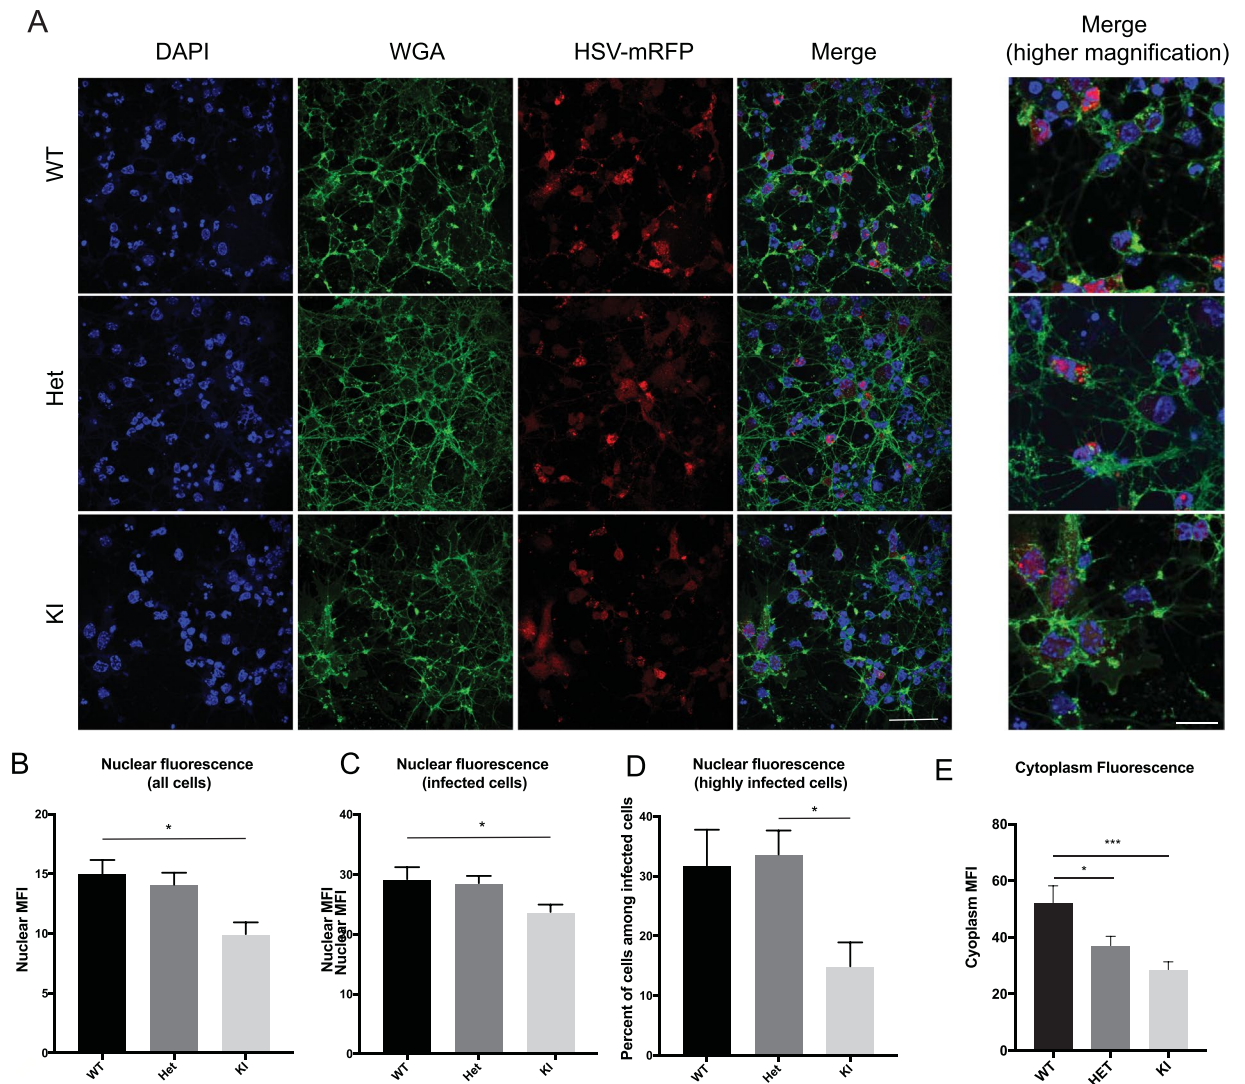 A
DAPI
WGA
HSV-mRFP
Merge
Merge
(higher magnification)
WT
Het
KI
B
Nuclear fluorescence
(all cells)
Nuclear MFI
20
15
10
5
0
*
WT
Het
KI
C
Nuclear fluorescence
(infected cells)
Nuclear MFI
Nuclear MFI
40
30
20
10
0
*
WT
Het
KI
D
Nuclear fluorescence
(highly infected cells)
Percent of cells among infected cells
40
30
20
10
0
*
WT
Het
KI
E
Cytoplasm Fluorescence
Cyoplasm MFI
80
60
40
20
0
***
*
WT
HET
KI